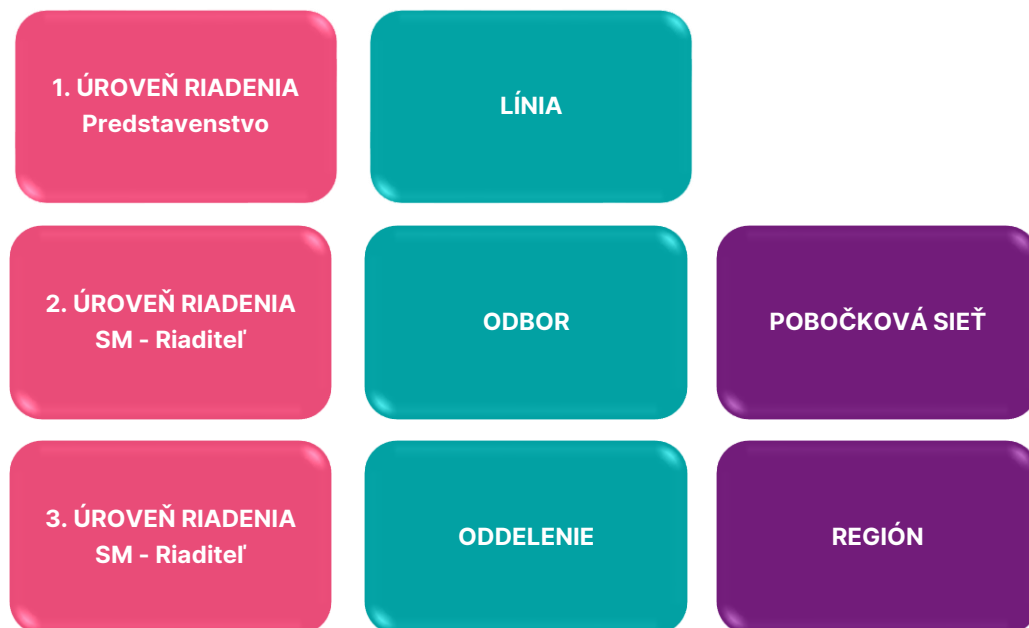 1. ÚROVEŇ RIADENIA
Predstavenstvo
LÍNIA
2. ÚROVEŇ RIADENIA
SM - Riaditeľ
ODBOR
POBOČKOVÁ SIEŤ
3. ÚROVEŇ RIADENIA
SM - Riaditeľ
ODDELENIE
REGIÓN